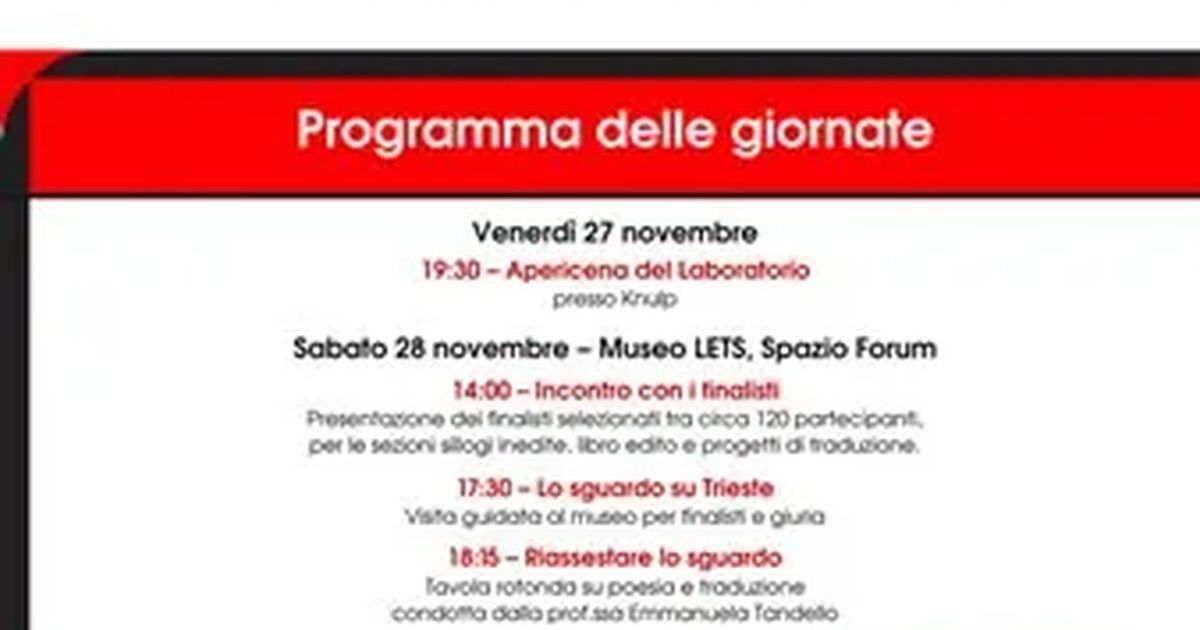 Programma delle giornate
Venerdì 27 novembre
19:30 – Apericena del Laboratorio
presso Knulp
Sabato 28 novembre – Museo LETS, Spazio Forum
14:00 – Incontro con i finalisti
Presentazione dei finalisti selezionati tra circa 120 partecipanti,
per le sezioni sillogi inedite, libro edito e progetti di traduzione.
17:30 – Lo sguardo su Trieste
Visita guidata al museo per finalisti e giuria
18:15 – Riassestare lo sguardo
Tavola rotonda su poesia e traduzione
condotta dalla prof.ssa Emmanuela Tandello